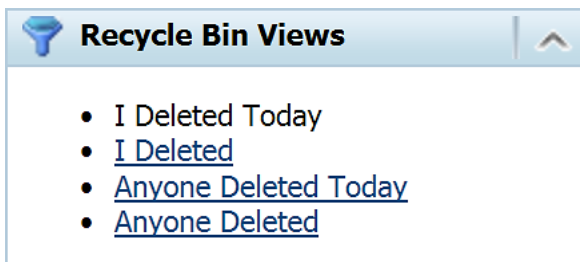 Recycle Bin Views
I Deleted Today
I Deleted
Anyone Deleted Today
Anyone Deleted